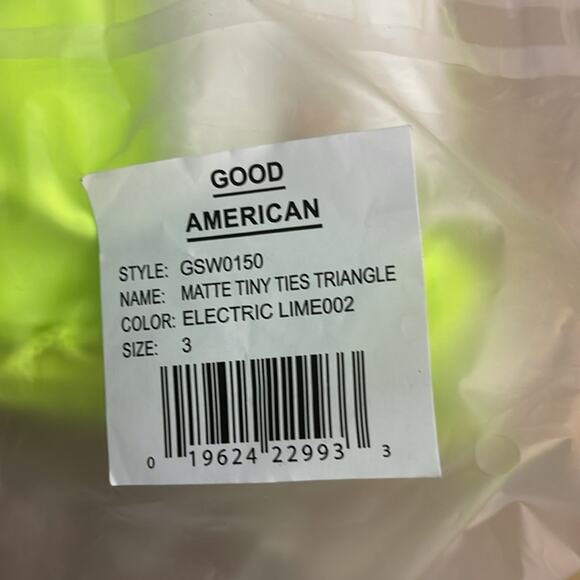 GOOD
AMERICAN
STYLE: GSW0150
NAME: MATTE TINY TIES TRIANGLE
COLOR: ELECTRIC LIME002
SIZE: 3
0 19624 22993 3